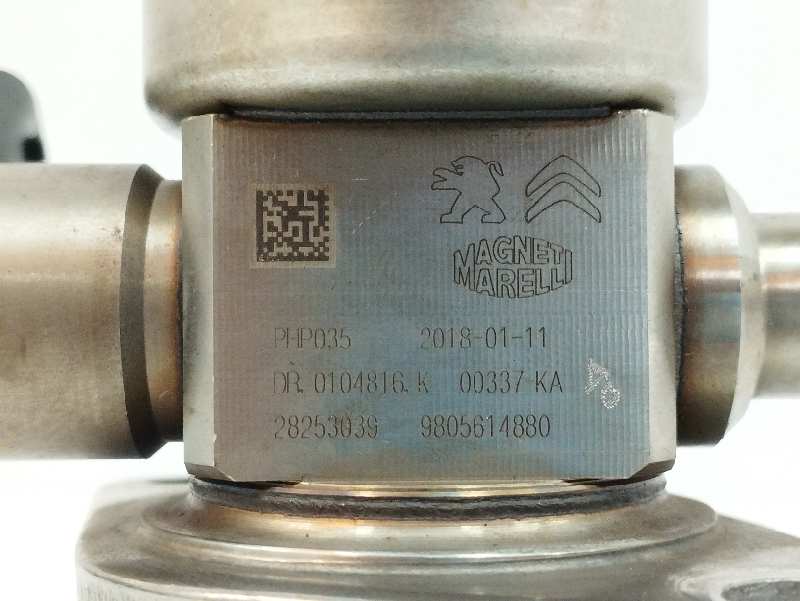 MAGNETI
MARELLI
PHP035 2018-01-11
DR. 0104816.K 00337 KA
28253039 9805614880